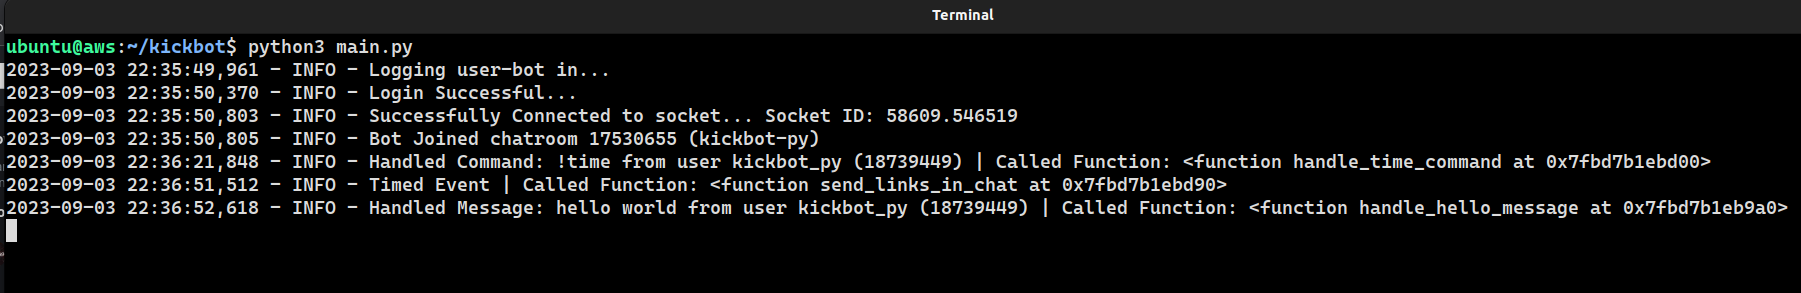 Terminal
ubuntu@aws:~/kickbot$ python3 main.py
2023-09-03 22:35:49,961 - INFO - Logging user-bot in...
2023-09-03 22:35:50,370 - INFO - Login Successful...
2023-09-03 22:35:50,803 - INFO - Successfully Connected to socket... Socket ID: 58609.546519
2023-09-03 22:35:50,805 - INFO - Bot Joined chatroom 17530655 (kickbot-py)
2023-09-03 22:36:21,848 - INFO - Handled Command: !time from user kickbot_py (18739449) | Called Function: <function handle_time_command at 0x7fbd7b1ebd00>
2023-09-03 22:36:51,512 - INFO - Timed Event | Called Function: <function send_links_in_chat at 0x7fbd7b1ebd90>
2023-09-03 22:36:52,618 - INFO - Handled Message: hello world from user kickbot_py (18739449) | Called Function: <function handle_hello_message at 0x7fbd7b1eb9a0>